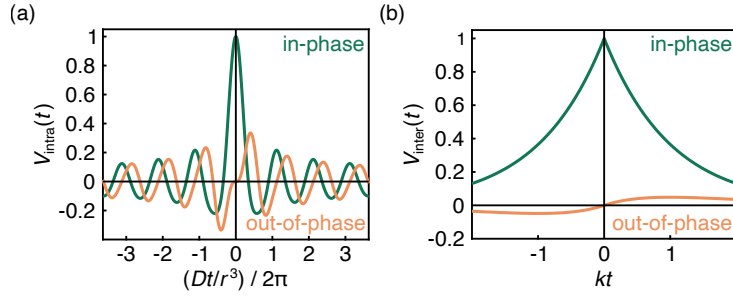 (a)
in-phase
out-of-phase
V_intra(t)
1
0.8
0.6
0.4
0.2
0
-0.2
-3
-2
-1
0
1
2
3
(Dt/r³) / 2π
(b)
in-phase
out-of-phase
V_inter(t)
1
0.8
0.6
0.4
0.2
0
-0.2
-1
0
1
kt